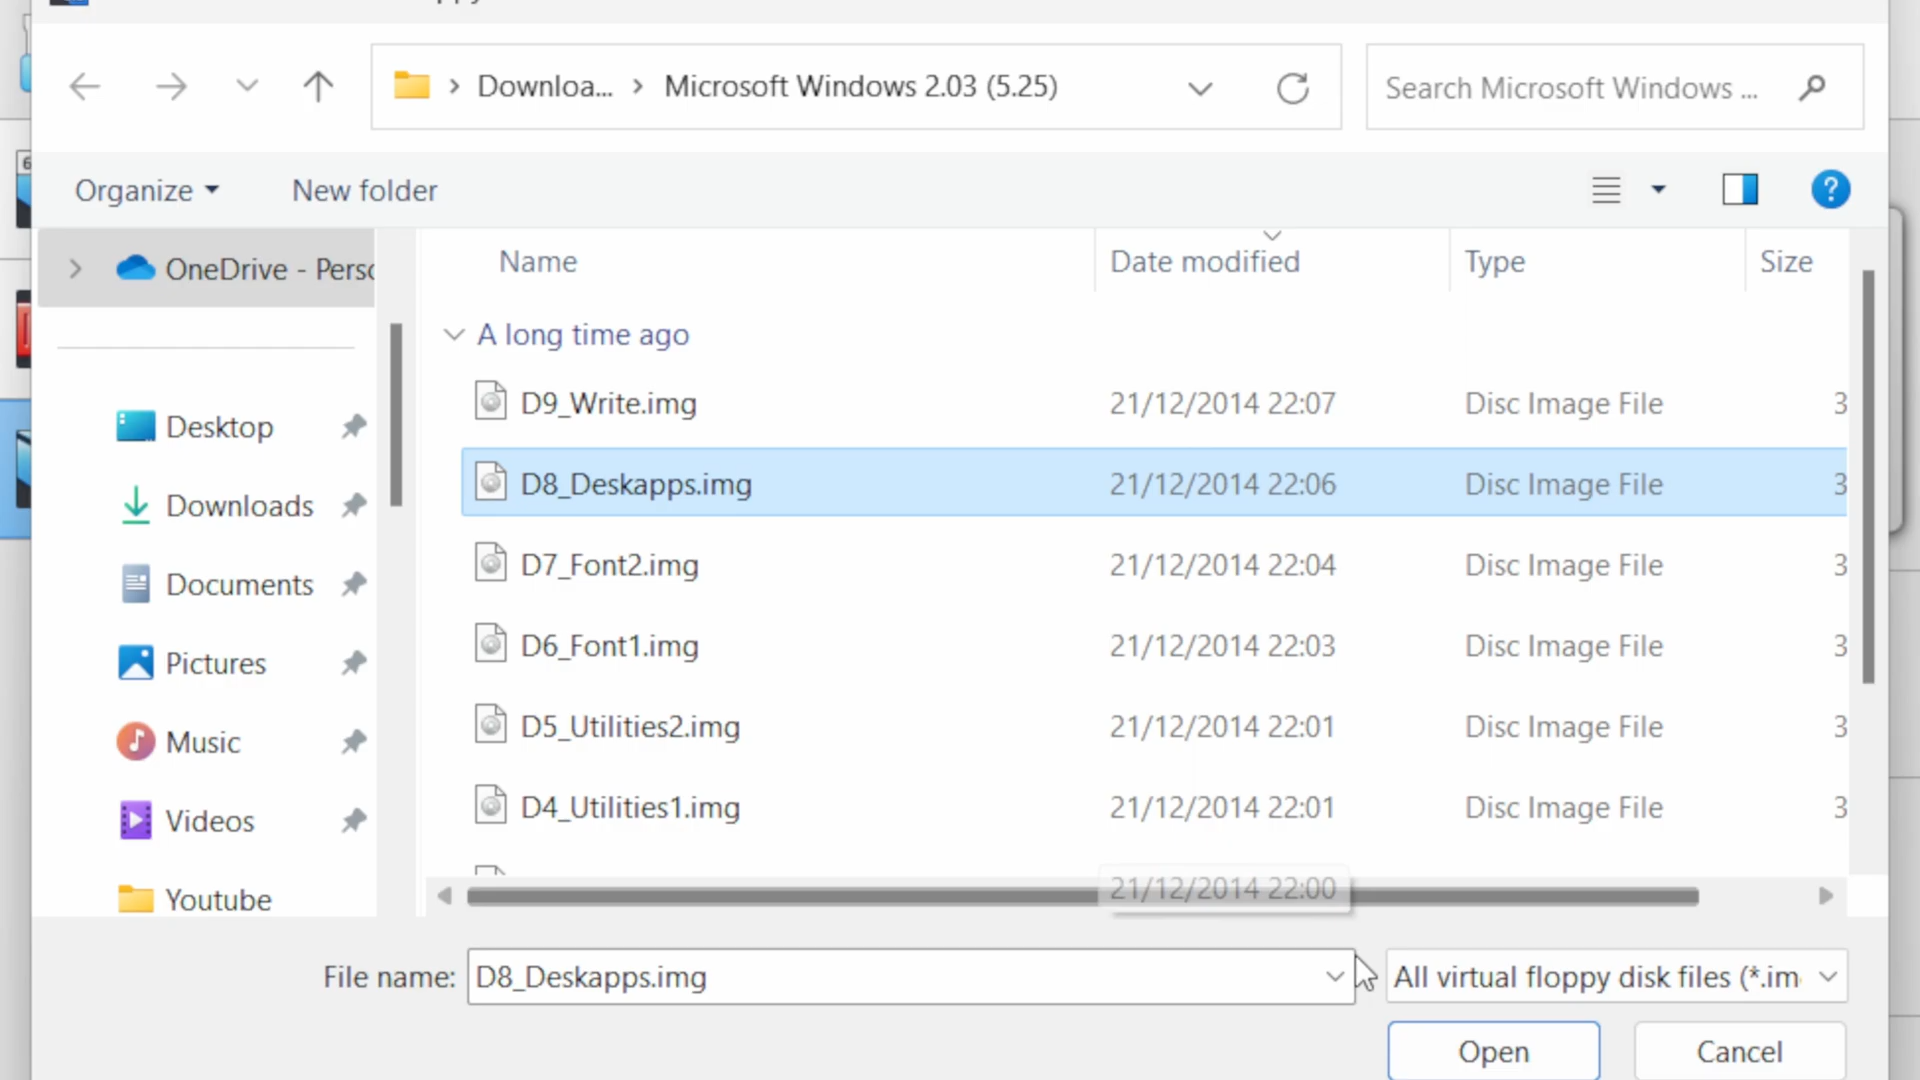 Downloa... Microsoft Windows 2.03 (5.25)
Search Microsoft Windows ...
Organize New folder
OneDrive - Perso
Desktop
Downloads
Documents
Pictures
Music
Videos
Youtube
Name Date modified Type Size
A long time ago
D9_Write.img 21/12/2014 22:07 Disc Image File 3
D8_Deskapps.img 21/12/2014 22:06 Disc Image File 3
D7_Font2.img 21/12/2014 22:04 Disc Image File 3
D6_Font1.img 21/12/2014 22:03 Disc Image File 3
D5_Utilities2.img 21/12/2014 22:01 Disc Image File 3
D4_Utilities1.img 21/12/2014 22:01 Disc Image File 3
21/12/2014 22:00
File name: D8_Deskapps.img All virtual floppy disk files (*.im
Open Cancel